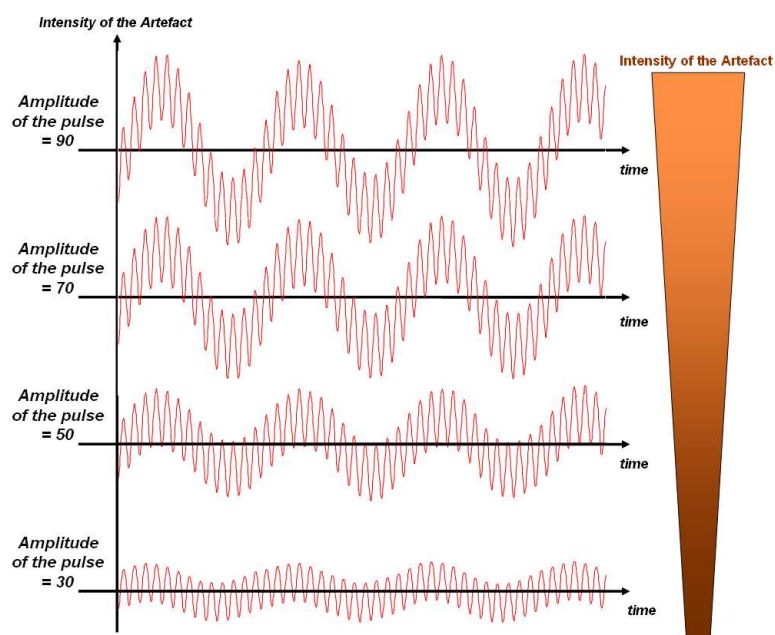 Intensity of the Artefact
Intensity of the Artefact
Amplitude
of the pulse
= 90
time
Amplitude
of the pulse
= 70
time
Amplitude
of the pulse
= 50
time
Amplitude
of the pulse
= 30
time